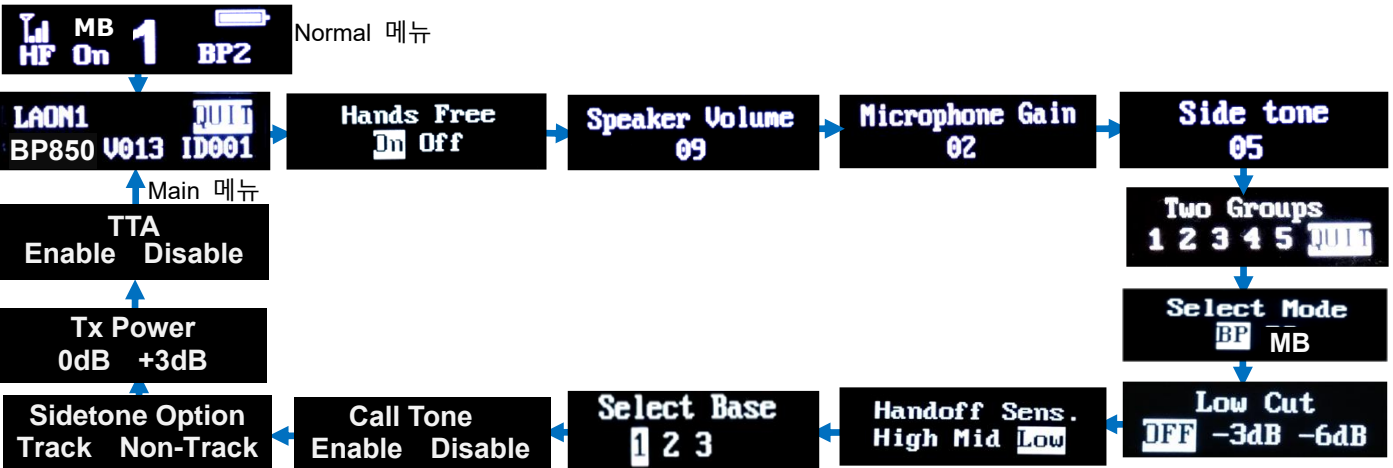 MB
HF On 1 BP2
Normal 메뉴
LAON1 QUIT
BP850 V013 ID001
Main 메뉴
Hands Free
On Off
Speaker Volume
09
Microphone Gain
02
Side tone
05
Two Groups
1 2 3 4 5 QUIT
Select Mode
BP MB
Low Cut
OFF -3dB -6dB
Handoff Sens.
High Mid Low
Select Base
1 2 3
Call Tone
Enable Disable
Sidetone Option
Track Non-Track
Tx Power
0dB +3dB
TTA
Enable Disable